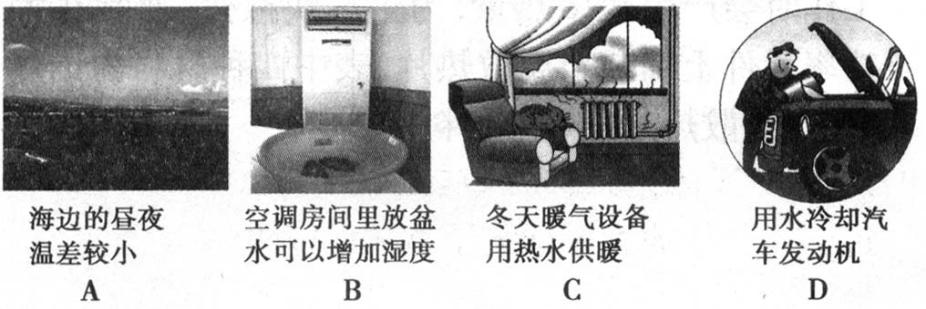 海边的昼夜
温差较小
A
空调房间里放盆
水可以增加湿度
B
冬天暖气设备
用热水供暖
C
用水冷却汽
车发动机
D